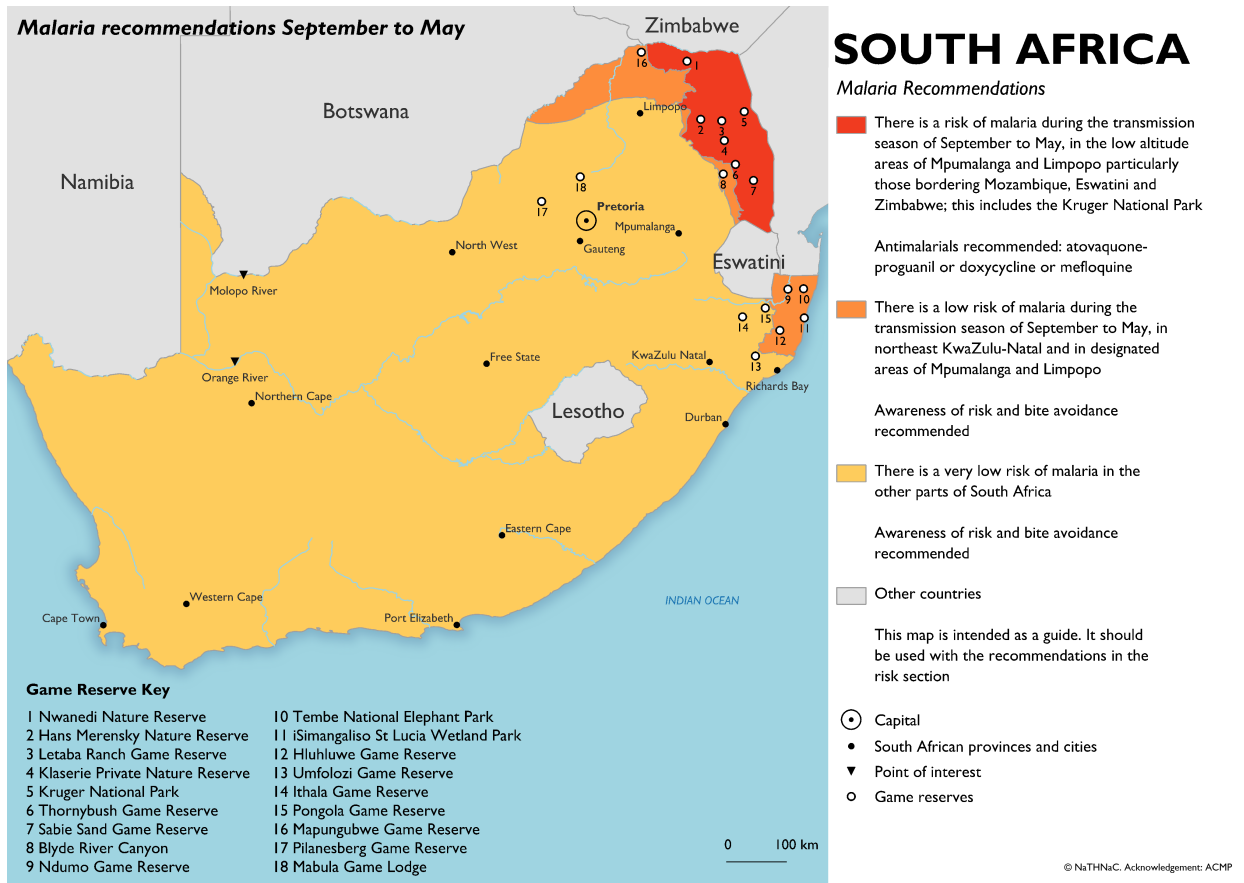 Malaria recommendations September to May
Zimbabwe
Botswana
Namibia
16
1
Limpopo
2
3
5
4
6
8
7
18
17
Pretoria
Mpumalanga
Gauteng
North West
Eswatini
Molopo River
9
10
15
14
11
12
13
Free State
KwaZulu Natal
Orange River
Richards Bay
Northern Cape
Lesotho
Durban
Eastern Cape
Western Cape
INDIAN OCEAN
Cape Town
Port Elizabeth
Game Reserve Key
1 Nwanedi Nature Reserve
2 Hans Merensky Nature Reserve
3 Letaba Ranch Game Reserve
4 Klaserie Private Nature Reserve
5 Kruger National Park
6 Thornybush Game Reserve
7 Sabie Sand Game Reserve
8 Blyde River Canyon
9 Ndumo Game Reserve
10 Tembe National Elephant Park
11 iSimangaliso St Lucia Wetland Park
12 Hluhluwe Game Reserve
13 Umfolozi Game Reserve
14 Ithala Game Reserve
15 Pongola Game Reserve
16 Mapungubwe Game Reserve
17 Pilanesberg Game Reserve
18 Mabula Game Lodge
0 100 km
SOUTH AFRICA
Malaria Recommendations
There is a risk of malaria during the transmission
season of September to May, in the low altitude
areas of Mpumalanga and Limpopo particularly
those bordering Mozambique, Eswatini and
Zimbabwe; this includes the Kruger National Park
Antimalarials recommended: atovaquone-
proguanil or doxycycline or mefloquine
There is a low risk of malaria during the
transmission season of September to May, in
northeast KwaZulu-Natal and in designated
areas of Mpumalanga and Limpopo
Awareness of risk and bite avoidance
recommended
There is a very low risk of malaria in the
other parts of South Africa
Awareness of risk and bite avoidance
recommended
Other countries
This map is intended as a guide. It should
be used with the recommendations in the
risk section
Capital
South African provinces and cities
Point of interest
Game reserves
© NaTHNaC. Acknowledgement: ACMP